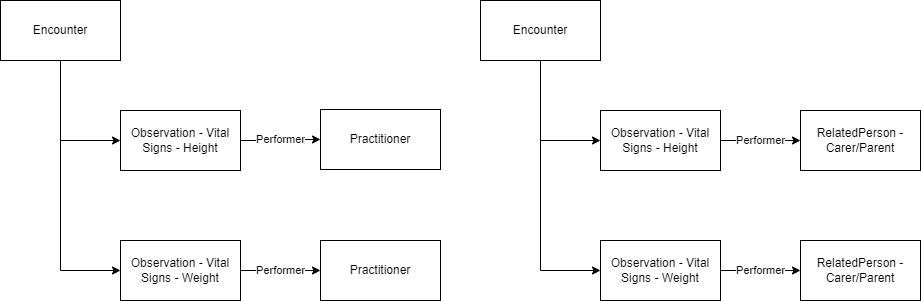 Encounter
Encounter
Observation - Vital
Signs - Height
Performer
Practitioner
Observation - Vital
Signs - Height
Performer
RelatedPerson -
Carer/Parent
Observation - Vital
Signs - Weight
Performer
Practitioner
Observation - Vital
Signs - Weight
Performer
RelatedPerson -
Carer/Parent